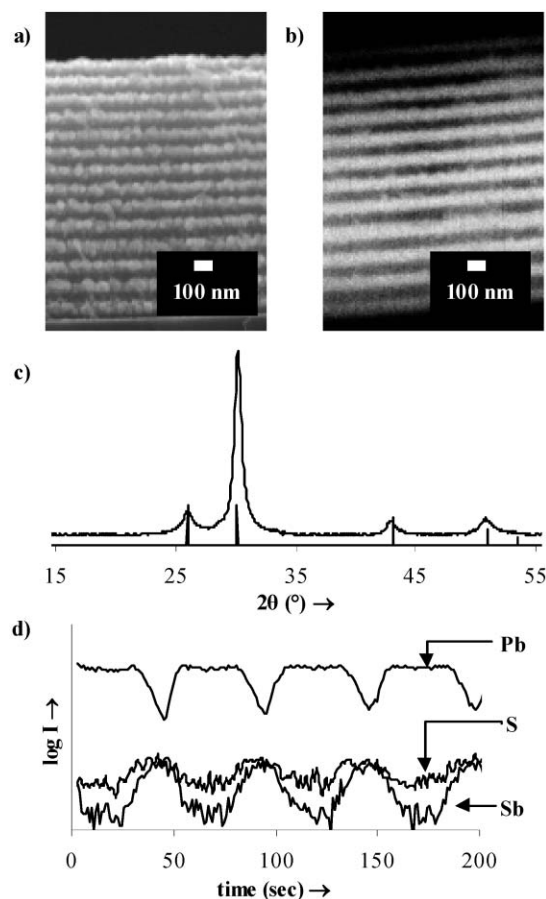 a)
b)
100 nm
100 nm
c)
15 25 35 45 55
2θ (°) →
d)
Pb
S
Sb
log I →
0 50 100 150 200
time (sec) →